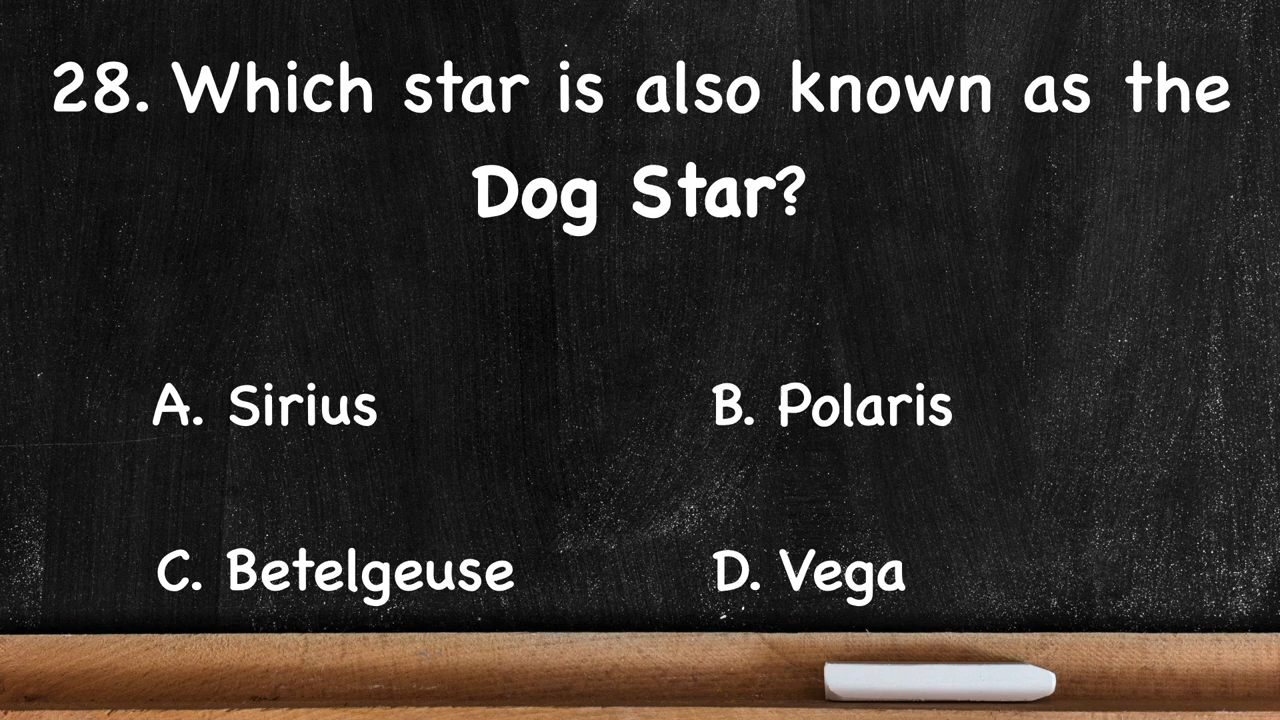 28. Which star is also known as the
Dog Star?
A. Sirius
B. Polaris
C. Betelgeuse
D. Vega